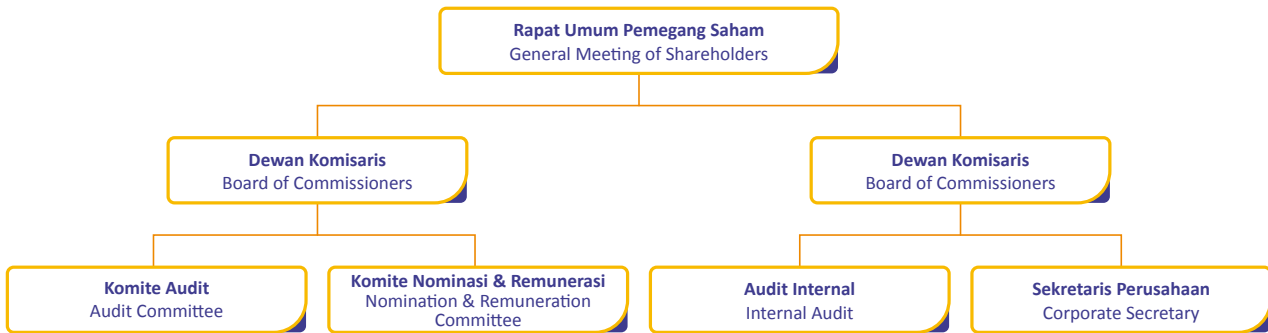 Rapat Umum Pemegang Saham
General Meeting of Shareholders
Dewan Komisaris
Board of Commissioners
Dewan Komisaris
Board of Commissioners
Komite Audit
Audit Committee
Komite Nominasi & Remunerasi
Nomination & Remuneration
Committee
Audit Internal
Internal Audit
Sekretaris Perusahaan
Corporate Secretary